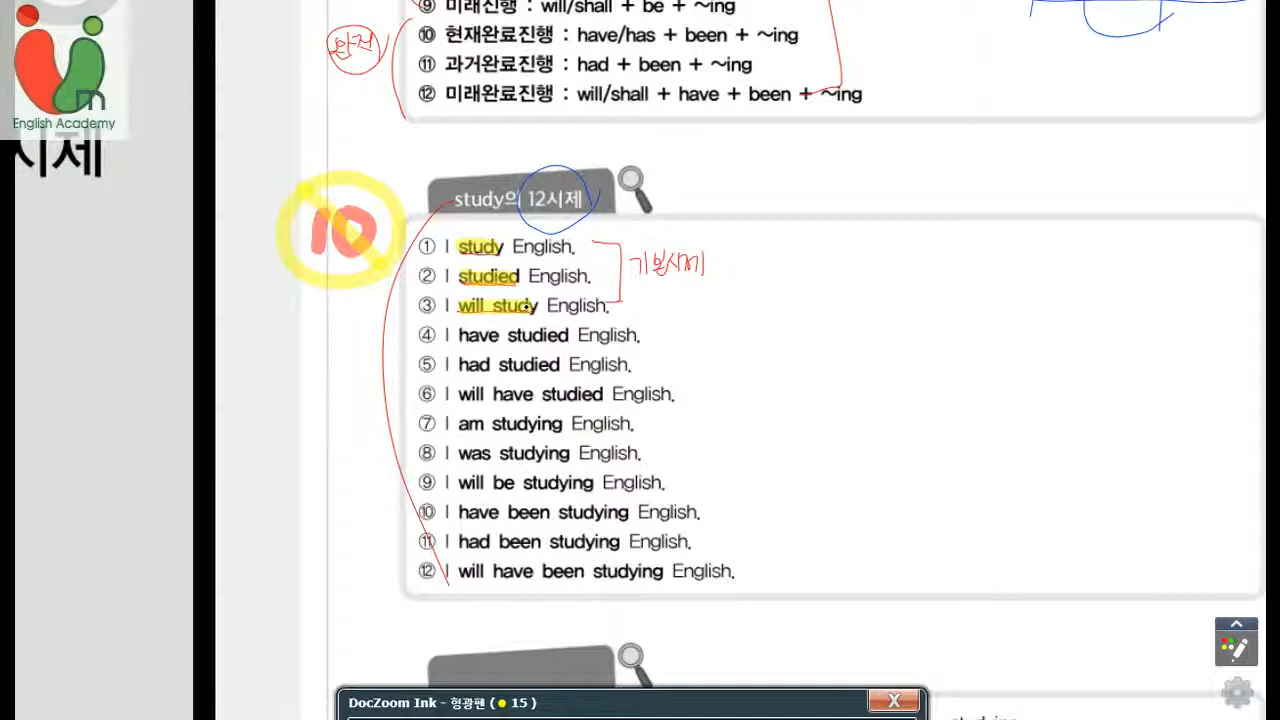 English Academy
시제
⑨ 미래진행 : will/shall + be + ~ing
⑩ 현재완료진행 : have/has + been + ~ing
⑪ 과거완료진행 : had + been + ~ing
⑫ 미래완료진행 : will/shall + have + been + ~ing
study의 12시제
10
① I study English.
② I studied English.
기본시제
③ I will study English.
④ I have studied English.
⑤ I had studied English.
⑥ I will have studied English.
⑦ I am studying English.
⑧ I was studying English.
⑨ I will be studying English.
⑩ I have been studying English.
⑪ I had been studying English.
⑫ I will have been studying English.
DocZoom Ink - 형광펜 ( 15 )
X